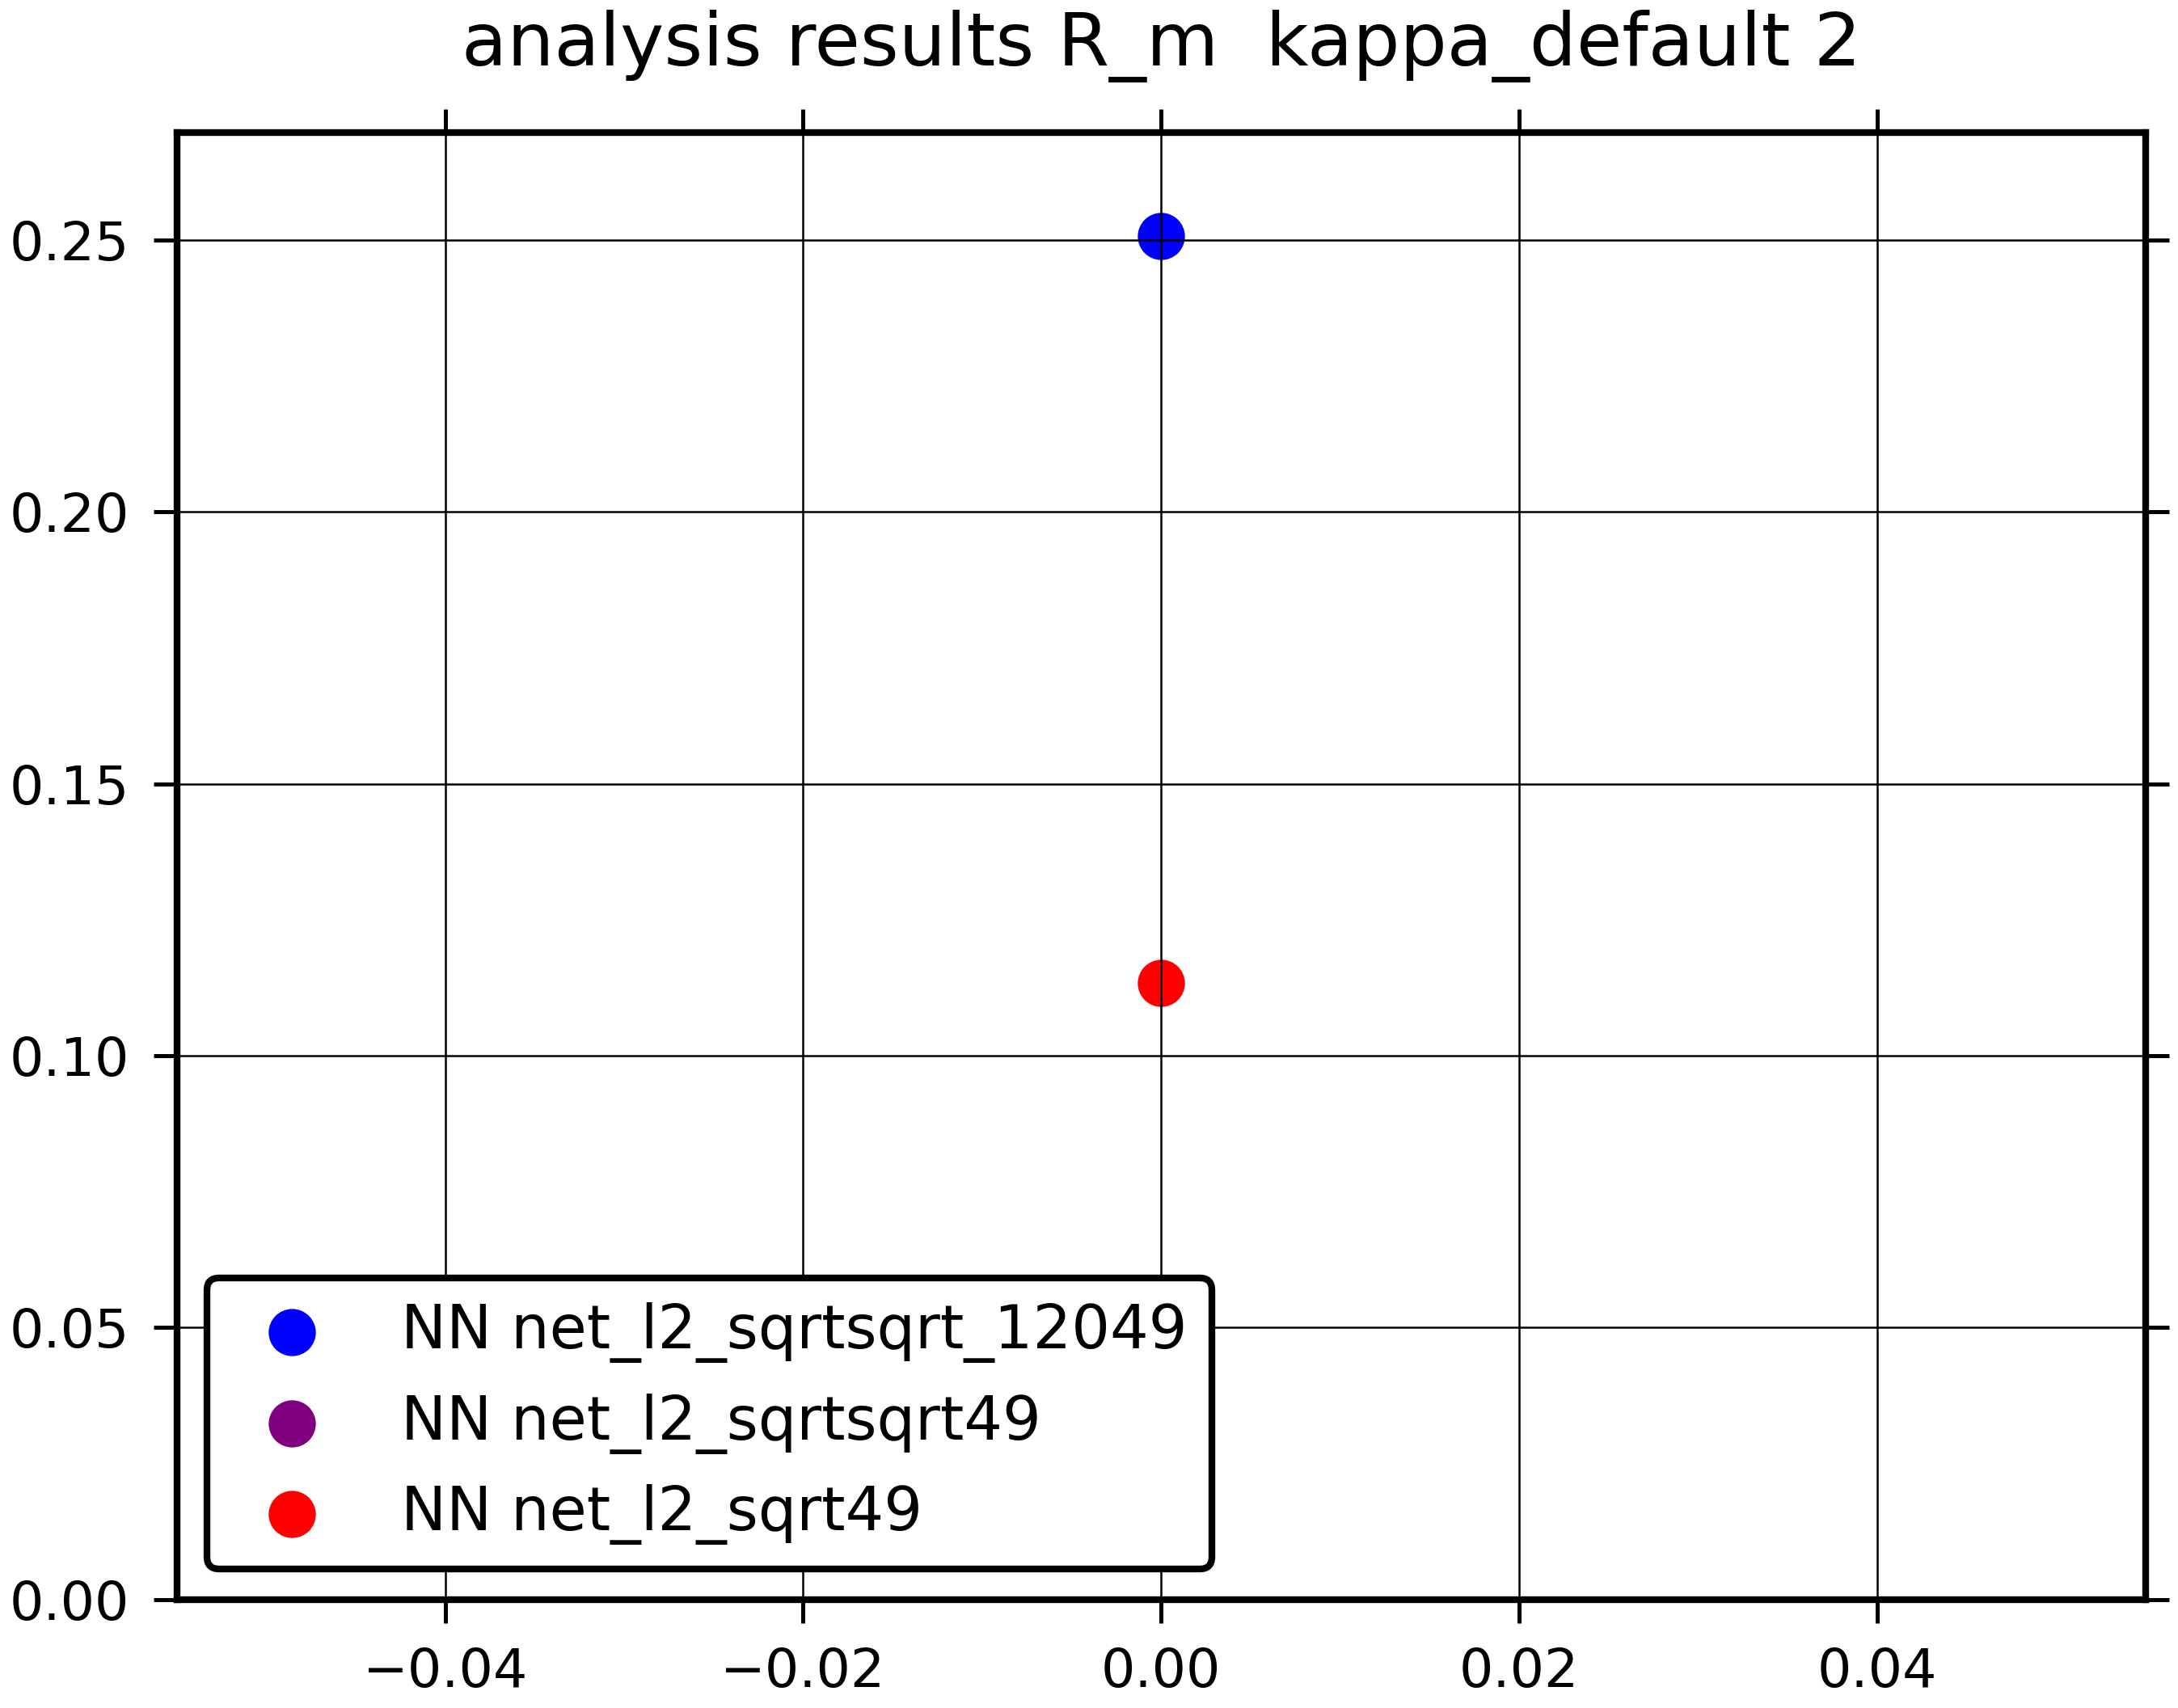 analysis results R_m  kappa_default 2
0.25
0.20
0.15
0.10
0.05
0.00
NN net_l2_sqrtsqrt_12049
NN net_l2_sqrtsqrt49
NN net_l2_sqrt49
−0.04 −0.02 0.00 0.02 0.04